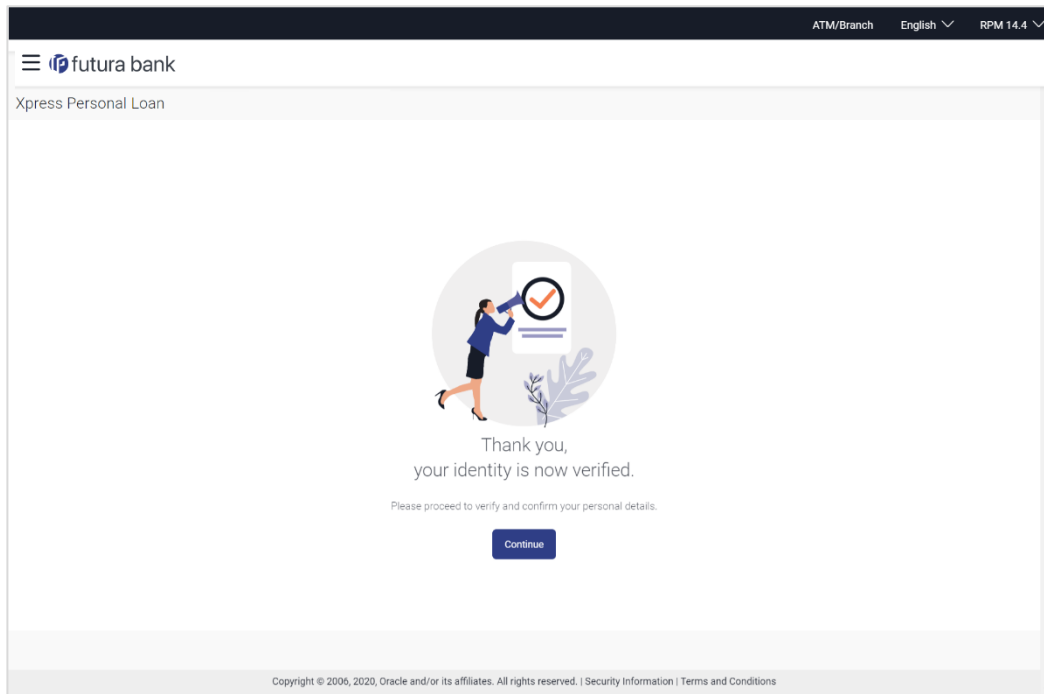 ATM/Branch English RPM 14.4
futura bank
Xpress Personal Loan
Thank you,
your identity is now verified.
Please proceed to verify and confirm your personal details.
Continue
Copyright © 2006, 2020, Oracle and/or its affiliates. All rights reserved. | Security Information | Terms and Conditions